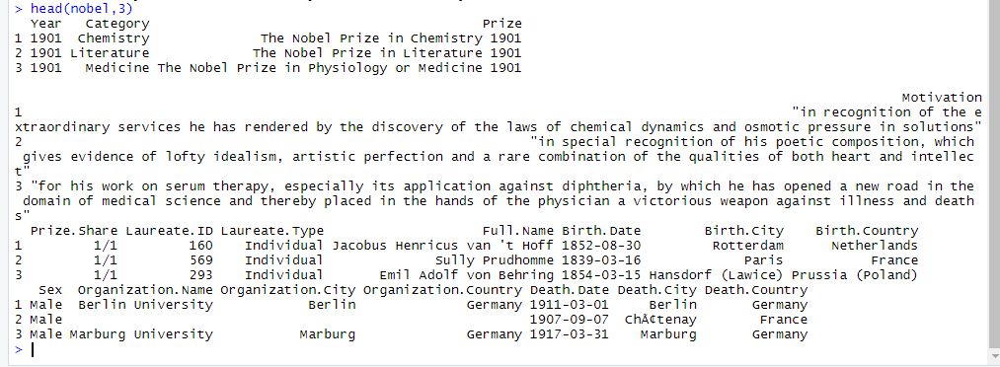 > head(nobel,3)
Year Category Prize
1 1901 Chemistry The Nobel Prize in Chemistry 1901
2 1901 Literature The Nobel Prize in Literature 1901
3 1901 Medicine The Nobel Prize in Physiology or Medicine 1901
Motivation
1 "in recognition of the e
xtraordinary services he has rendered by the discovery of the laws of chemical dynamics and osmotic pressure in solutions"
2 "in special recognition of his poetic composition, which
gives evidence of lofty idealism, artistic perfection and a rare combination of the qualities of both heart and intellec
t"
3 "for his work on serum therapy, especially its application against diphtheria, by which he has opened a new road in the
domain of medical science and thereby placed in the hands of the physician a victorious weapon against illness and death
s"
Prize.Share Laureate.ID Laureate.Type Full.Name Birth.Date Birth.City Birth.Country
1 1/1 160 Individual Jacobus Henricus van 't Hoff 1852-08-30 Rotterdam Netherlands
2 1/1 569 Individual Sully Prudhomme 1839-03-16 Paris France
3 1/1 293 Individual Emil Adolf von Behring 1854-03-15 Hansdorf (Lawice) Prussia (Poland)
Sex Organization.Name Organization.City Organization.Country Death.Date Death.City Death.Country
1 Male Berlin University Berlin Germany 1911-03-01 Berlin Germany
2 Male 1907-09-07 Châtenay France
3 Male Marburg University Marburg Germany 1917-03-31 Marburg Germany
>